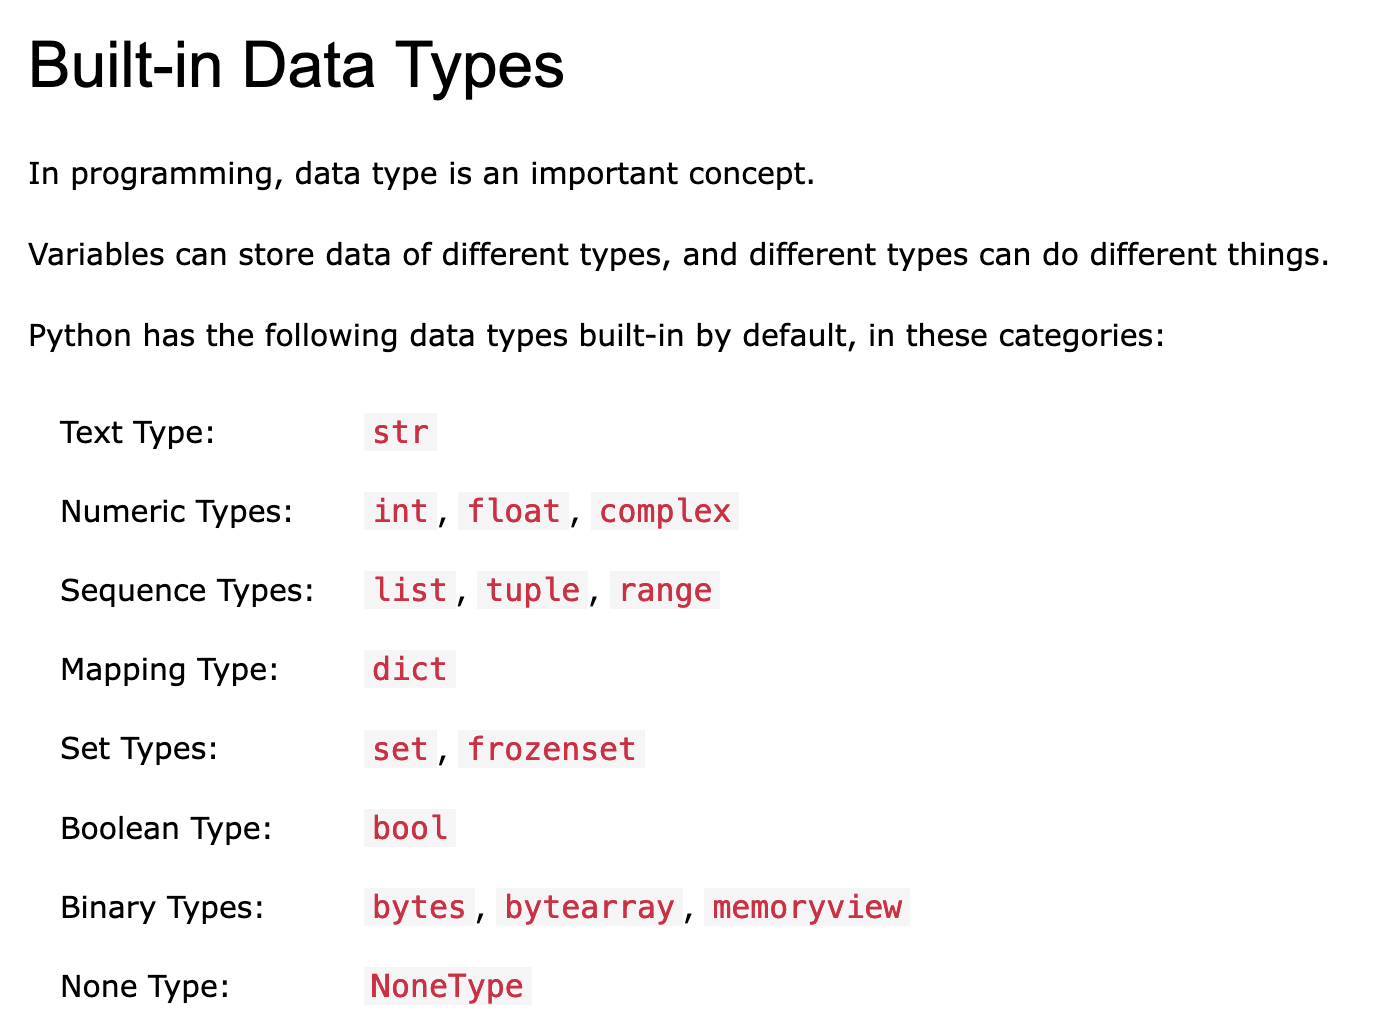 Built-in Data Types
In programming, data type is an important concept.
Variables can store data of different types, and different types can do different things.
Python has the following data types built-in by default, in these categories:
Text Type: str
Numeric Types: int, float, complex
Sequence Types: list, tuple, range
Mapping Type: dict
Set Types: set, frozenset
Boolean Type: bool
Binary Types: bytes, bytearray, memoryview
None Type: NoneType